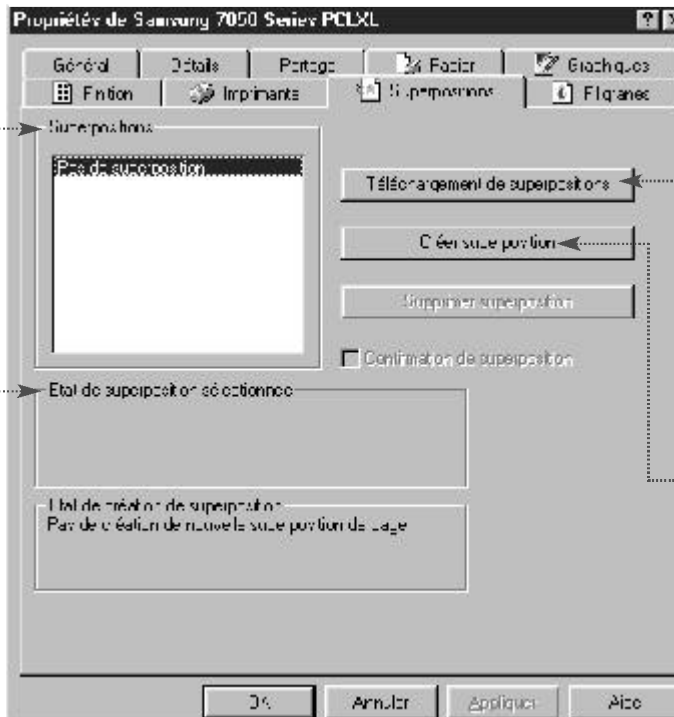 Propriétés de Samsung 7050 Series PCLXL
Général Détails Partage Papier Graphiques
Finition Imprimante Superpositions Filigranes
Superpositions
Pas de superposition
Téléchargement de superpositions
Créer superposition
Supprimer superposition
Confirmation de superposition
Etat de superposition sélectionnée
Etat de création de superposition
Pas de création de nouvelle superposition de page
OK Annuler Appliquer Aide